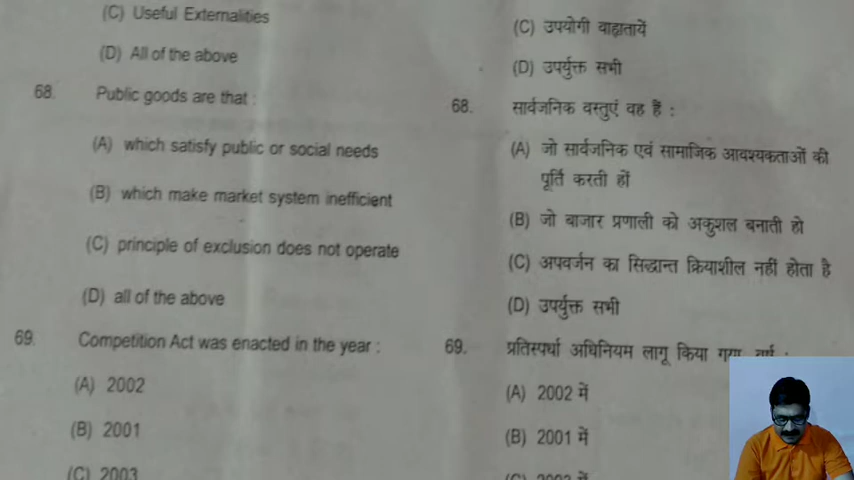 (C) Useful Externalities
(D) All of the above
68. Public goods are that :
(A) which satisfy public or social needs
(B) which make market system inefficient
(C) principle of exclusion does not operate
(D) all of the above
69. Competition Act was enacted in the year :
(A) 2002
(B) 2001
(C) 2003
(C) उपयोगी वाह्यतायें
(D) उपर्युक्त सभी
68. सार्वजनिक वस्तुएं वह हैं :
(A) जो सार्वजनिक एवं सामाजिक आवश्यकताओं की
पूर्ति करती हों
(B) जो बाजार प्रणाली को अकुशल बनाती हो
(C) अपवर्जन का सिद्धान्त क्रियाशील नहीं होता है
(D) उपर्युक्त सभी
69. प्रतिस्पर्धा अधिनियम लागू किया गया वर्ष :
(A) 2002 में
(B) 2001 में
(C) 2003 में